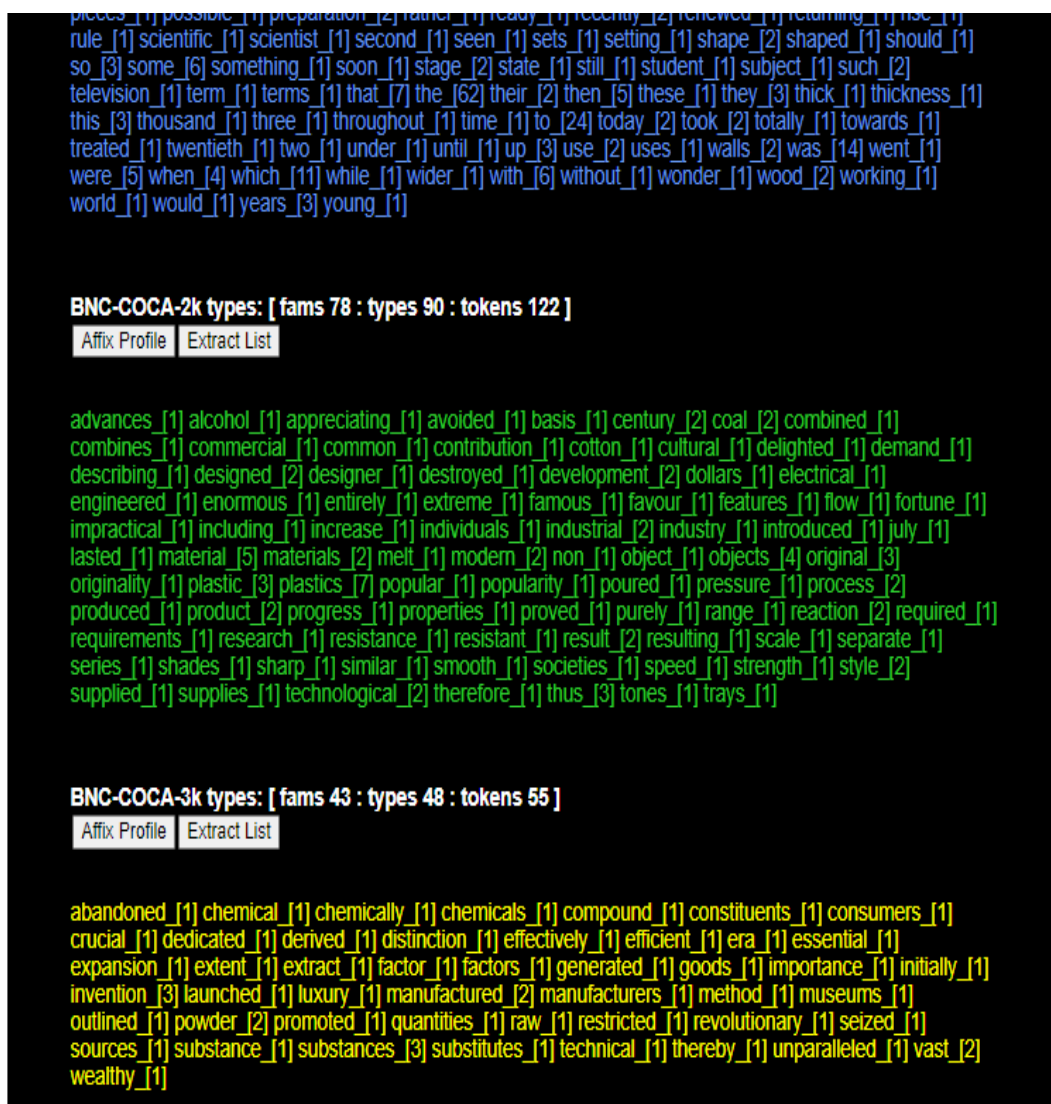 pieces_[1] possible_[1] preparation_[2] rather_[1] ready_[1] recently_[2] renewed_[1] returning_[1] rise_[1]
rule_[1] scientific_[1] scientist_[1] second_[1] seen_[1] sets_[1] setting_[1] shape_[2] shaped_[1] should_[1]
so_[3] some_[6] something_[1] soon_[1] stage_[2] state_[1] still_[1] student_[1] subject_[1] such_[2]
television_[1] term_[1] terms_[1] that_[7] the_[62] their_[2] then_[5] these_[1] they_[3] thick_[1] thickness_[1]
this_[3] thousand_[1] three_[1] throughout_[1] time_[1] to_[24] today_[2] took_[2] totally_[1] towards_[1]
treated_[1] twentieth_[1] two_[1] under_[1] until_[1] up_[3] use_[2] uses_[1] walls_[2] was_[14] went_[1]
were_[5] when_[4] which_[11] while_[1] wider_[1] with_[6] without_[1] wonder_[1] wood_[2] working_[1]
world_[1] would_[1] years_[3] young_[1]
BNC-COCA-2k types: [ fams 78 : types 90 : tokens 122 ]
Affix Profile Extract List
advances_[1] alcohol_[1] appreciating_[1] avoided_[1] basis_[1] century_[2] coal_[2] combined_[1]
combines_[1] commercial_[1] common_[1] contribution_[1] cotton_[1] cultural_[1] delighted_[1] demand_[1]
describing_[1] designed_[2] designer_[1] destroyed_[1] development_[2] dollars_[1] electrical_[1]
engineered_[1] enormous_[1] entirely_[1] extreme_[1] famous_[1] favour_[1] features_[1] flow_[1] fortune_[1]
impractical_[1] including_[1] increase_[1] individuals_[1] industrial_[2] industry_[1] introduced_[1] july_[1]
lasted_[1] material_[5] materials_[2] melt_[1] modern_[2] non_[1] object_[1] objects_[4] original_[3]
originality_[1] plastic_[3] plastics_[7] popular_[1] popularity_[1] poured_[1] pressure_[1] process_[2]
produced_[1] product_[2] progress_[1] properties_[1] proved_[1] purely_[1] range_[1] reaction_[2] required_[1]
requirements_[1] research_[1] resistance_[1] resistant_[1] result_[2] resulting_[1] scale_[1] separate_[1]
series_[1] shades_[1] sharp_[1] similar_[1] smooth_[1] societies_[1] speed_[1] strength_[1] style_[2]
supplied_[1] supplies_[1] technological_[2] therefore_[1] thus_[3] tones_[1] trays_[1]
BNC-COCA-3k types: [ fams 43 : types 48 : tokens 55 ]
Affix Profile Extract List
abandoned_[1] chemical_[1] chemically_[1] chemicals_[1] compound_[1] constituents_[1] consumers_[1]
crucial_[1] dedicated_[1] derived_[1] distinction_[1] effectively_[1] efficient_[1] era_[1] essential_[1]
expansion_[1] extent_[1] extract_[1] factor_[1] factors_[1] generated_[1] goods_[1] importance_[1] initially_[1]
invention_[3] launched_[1] luxury_[1] manufactured_[2] manufacturers_[1] method_[1] museums_[1]
outlined_[1] powder_[2] promoted_[1] quantities_[1] raw_[1] restricted_[1] revolutionary_[1] seized_[1]
sources_[1] substance_[1] substances_[3] substitutes_[1] technical_[1] thereby_[1] unparalleled_[1] vast_[2]
wealthy_[1]